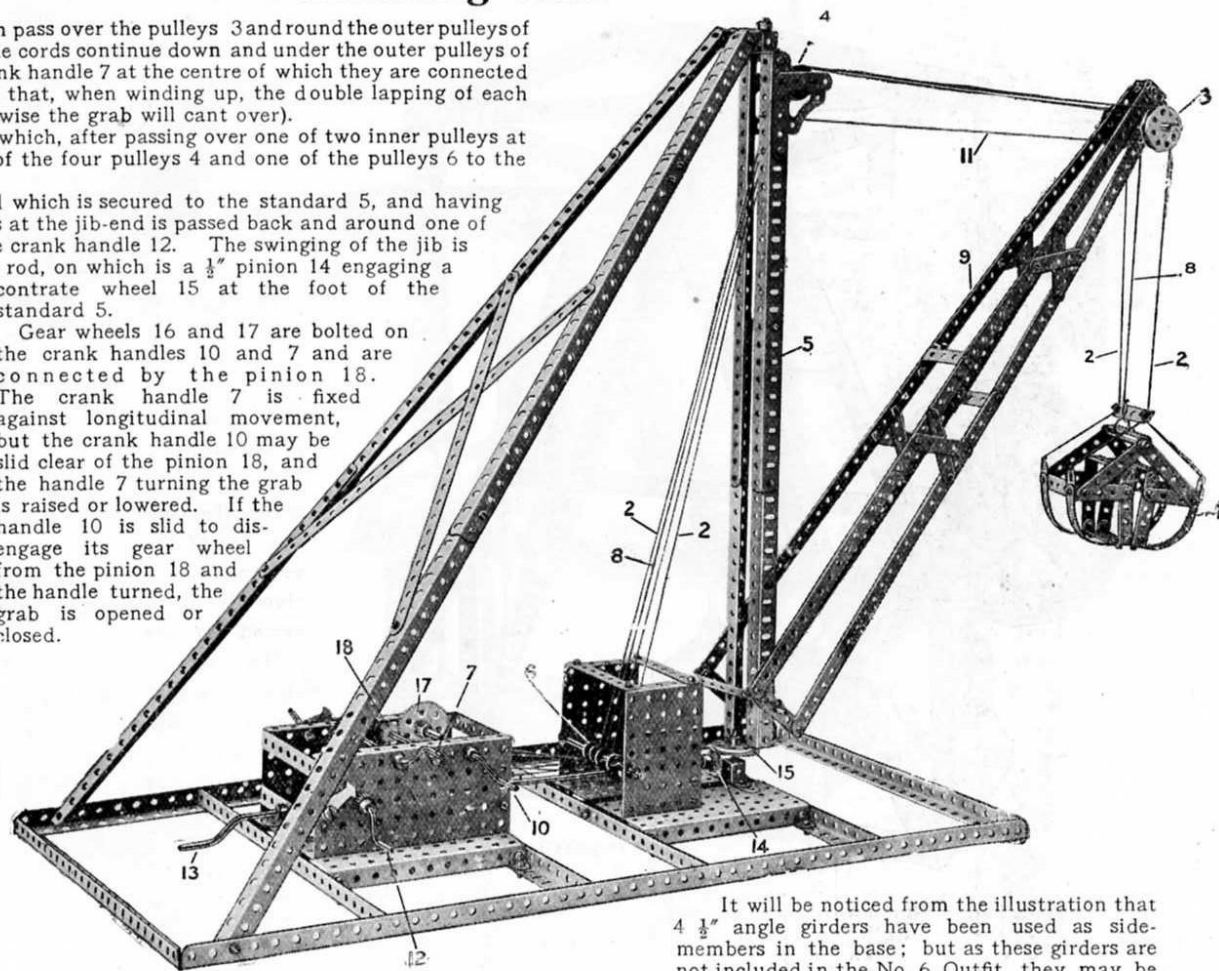 pass over the pulleys 3 and round the outer pulleys of
cords continue down and under the outer pulleys of
handle 7 at the centre of which they are connected
that, when winding up, the double lapping of each
the grab will cant over).
which, after passing over one of two inner pulleys at
of the four pulleys 4 and one of the pulleys 6 to the
which is secured to the standard 5, and having
at the jib-end is passed back and around one of
crank handle 12. The swinging of the jib is
rod, on which is a ½″ pinion 14 engaging a
contrate wheel 15 at the foot of the
standard 5.
Gear wheels 16 and 17 are bolted on
the crank handles 10 and 7 and are
connected by the pinion 18.
The crank handle 7 is fixed
against longitudinal movement,
but the crank handle 10 may be
slid clear of the pinion 18, and
the handle 7 turning the grab
is raised or lowered. If the
handle 10 is slid to dis-
engage its gear wheel
from the pinion 18 and
the handle turned, the
grab is opened or
closed.
4
3
11
9
8
5
2
2
1
2
2
8
18
17
7
6
15
10
14
13
12
It will be noticed from the illustration that
4 ½″ angle girders have been used as side-
members in the base; but as these girders are
not included in the No. 6 Outfit, they may be